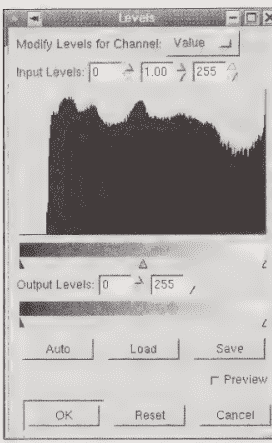 Levels
Modify Levels for Channel: Value
Input Levels: 0 1.00 255
Output Levels: 0 255
Auto Load Save
Preview
OK Reset Cancel